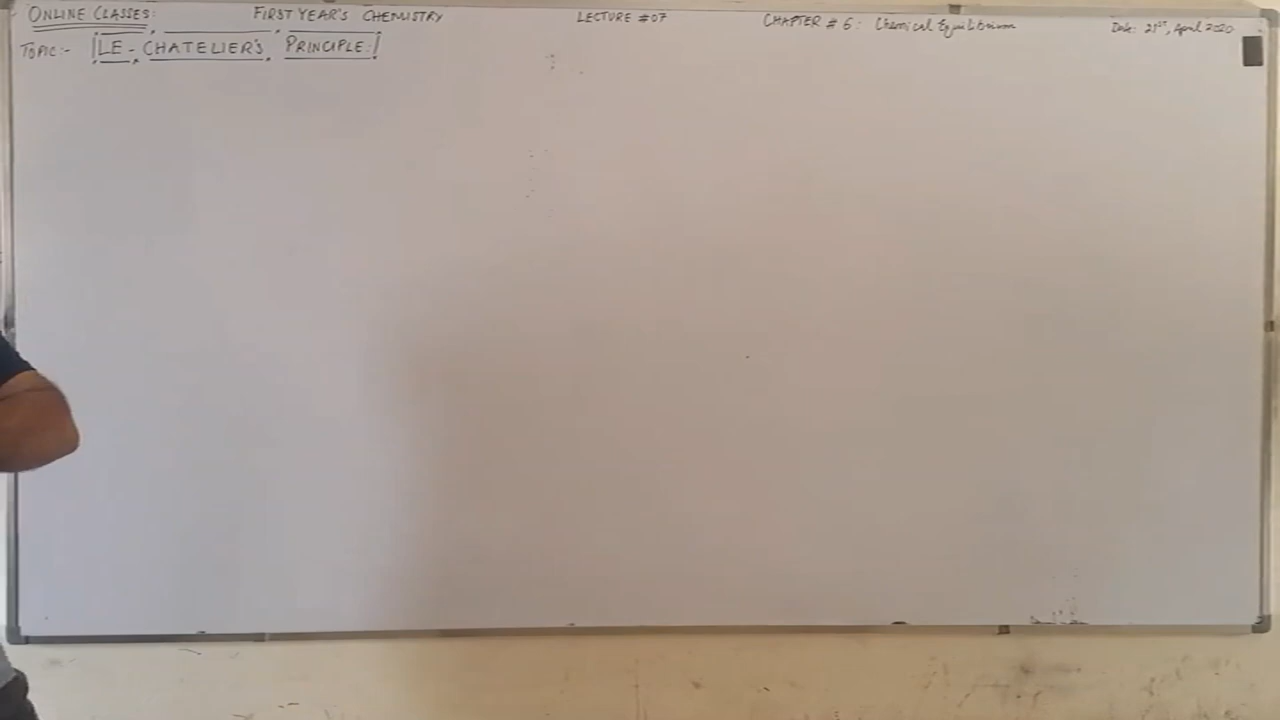 ONLINE CLASSES: FIRST YEAR'S CHEMISTRY LECTURE #07 CHAPTER # 6: Chemical Equilibrium Date: 21st, April 2020
TOPIC:- LE-CHATELIER'S PRINCIPLE: